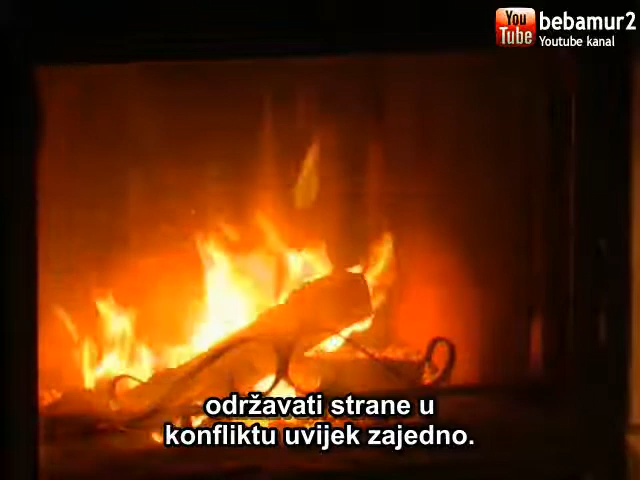 You
Tube
bebamur2
Youtube kanal
održavati strane u
konfliktu uvijek zajedno.